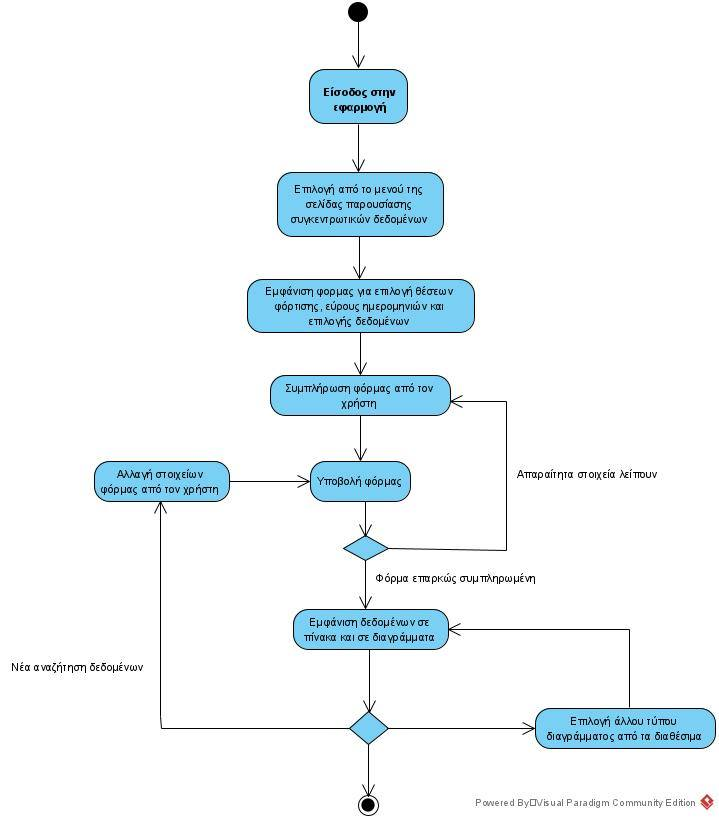 Είσοδος στην
εφαρμογή
Επιλογή από το μενού της
σελίδας παρουσίασης
συγκεντρωτικών δεδομένων
Εμφάνιση φορμας για επιλογή θέσεων
φόρτισης, εύρους ημερομηνιών και
επιλογής δεδομένων
Συμπλήρωση φόρμας από τον
χρήστη
Αλλαγή στοιχείων
φόρμας από τον χρήστη
Υποβολή φόρμας
Απαραίτητα στοιχεία λείπουν
Φόρμα επαρκώς συμπληρωμένη
Εμφάνιση δεδομένων σε
πίνακα και σε διαγράμματα
Νέα αναζήτηση δεδομένων
Επιλογή άλλου τύπου
διαγράμματος από τα διαθέσιμα
Powered By□Visual Paradigm Community Edition